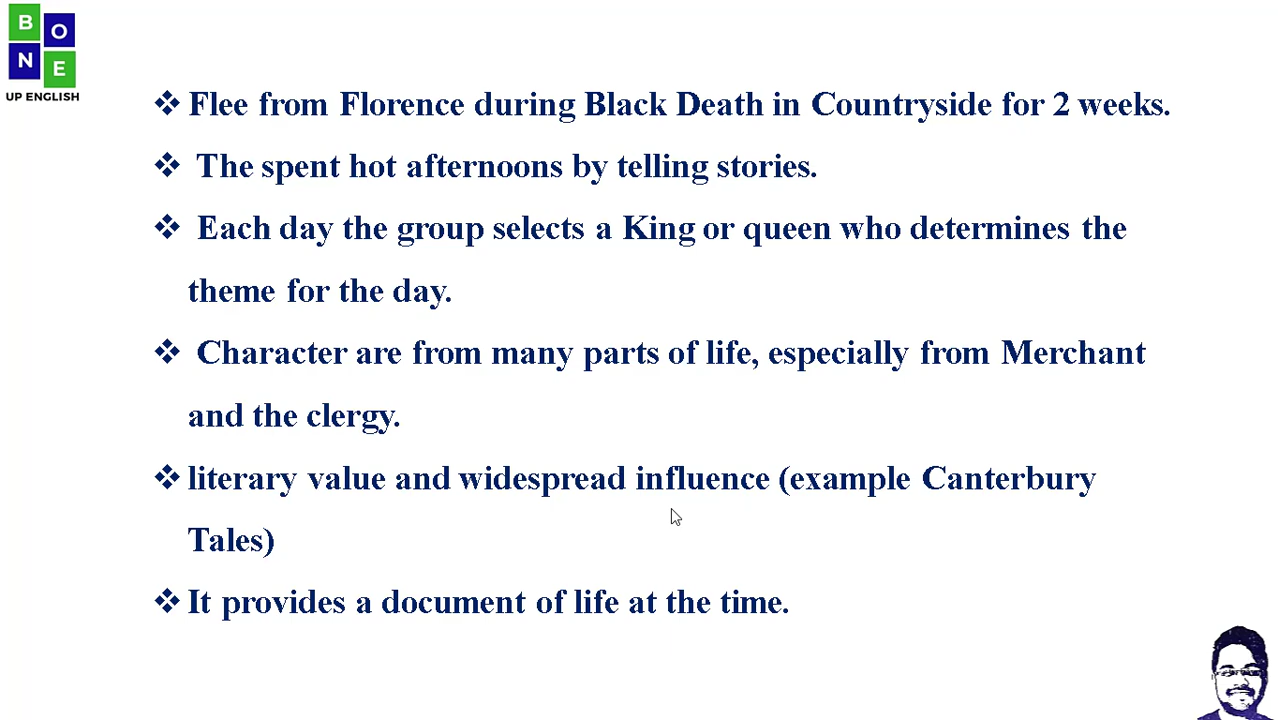 B O
N E
UP ENGLISH
❖ Flee from Florence during Black Death in Countryside for 2 weeks.
❖ The spent hot afternoons by telling stories.
❖ Each day the group selects a King or queen who determines the
theme for the day.
❖ Character are from many parts of life, especially from Merchant
and the clergy.
❖ literary value and widespread influence (example Canterbury
Tales)
❖ It provides a document of life at the time.